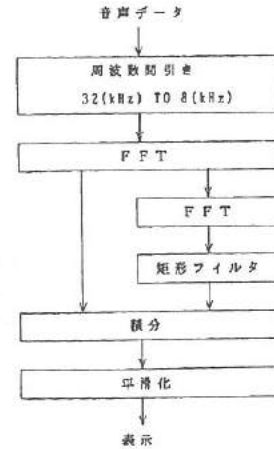 音声データ
周波数間引き
32(kHz) TO 8(kHz)
FFT
FFT
矩形フィルタ
積分
平滑化
表示